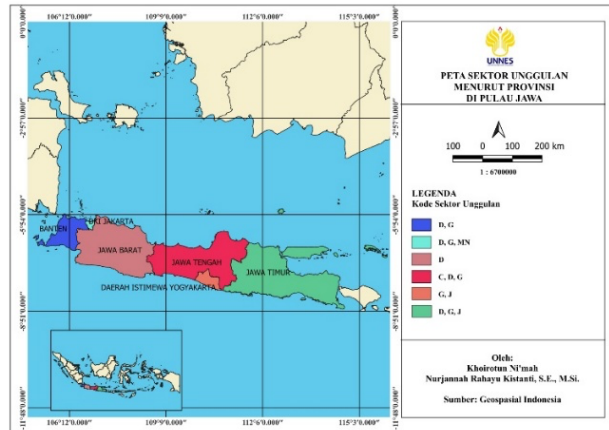 106°12'0.000" 109°9'0.000" 112°6'0.000" 115°3'0.000"
0°0'0.000" 0°0'0.000"
-2°57'0.000" -2°57'0.000"
-5°54'0.000" -5°54'0.000"
-8°51'0.000" -8°51'0.000"
-11°48'0.000" -11°48'0.000"
DKI JAKARTA
BANTEN
JAWA BARAT
JAWA TENGAH
JAWA TIMUR
DAERAH ISTIMEWA YOGYAKARTA
106°12'0.000" 109°9'0.000" 112°6'0.000" 115°3'0.000"
UNNES
PETA SEKTOR UNGGULAN
MENURUT PROVINSI
DI PULAU JAWA
100 0 100 200 km
1 : 6700000
LEGENDA
Kode Sektor Unggulan
D, G
D, G, MN
D
C, D, G
G, J
D, G, J
Oleh:
Khoirotun Ni'mah
Nurjannah Rahayu Kistanti, S.E., M.Si.
Sumber: Geospasial Indonesia